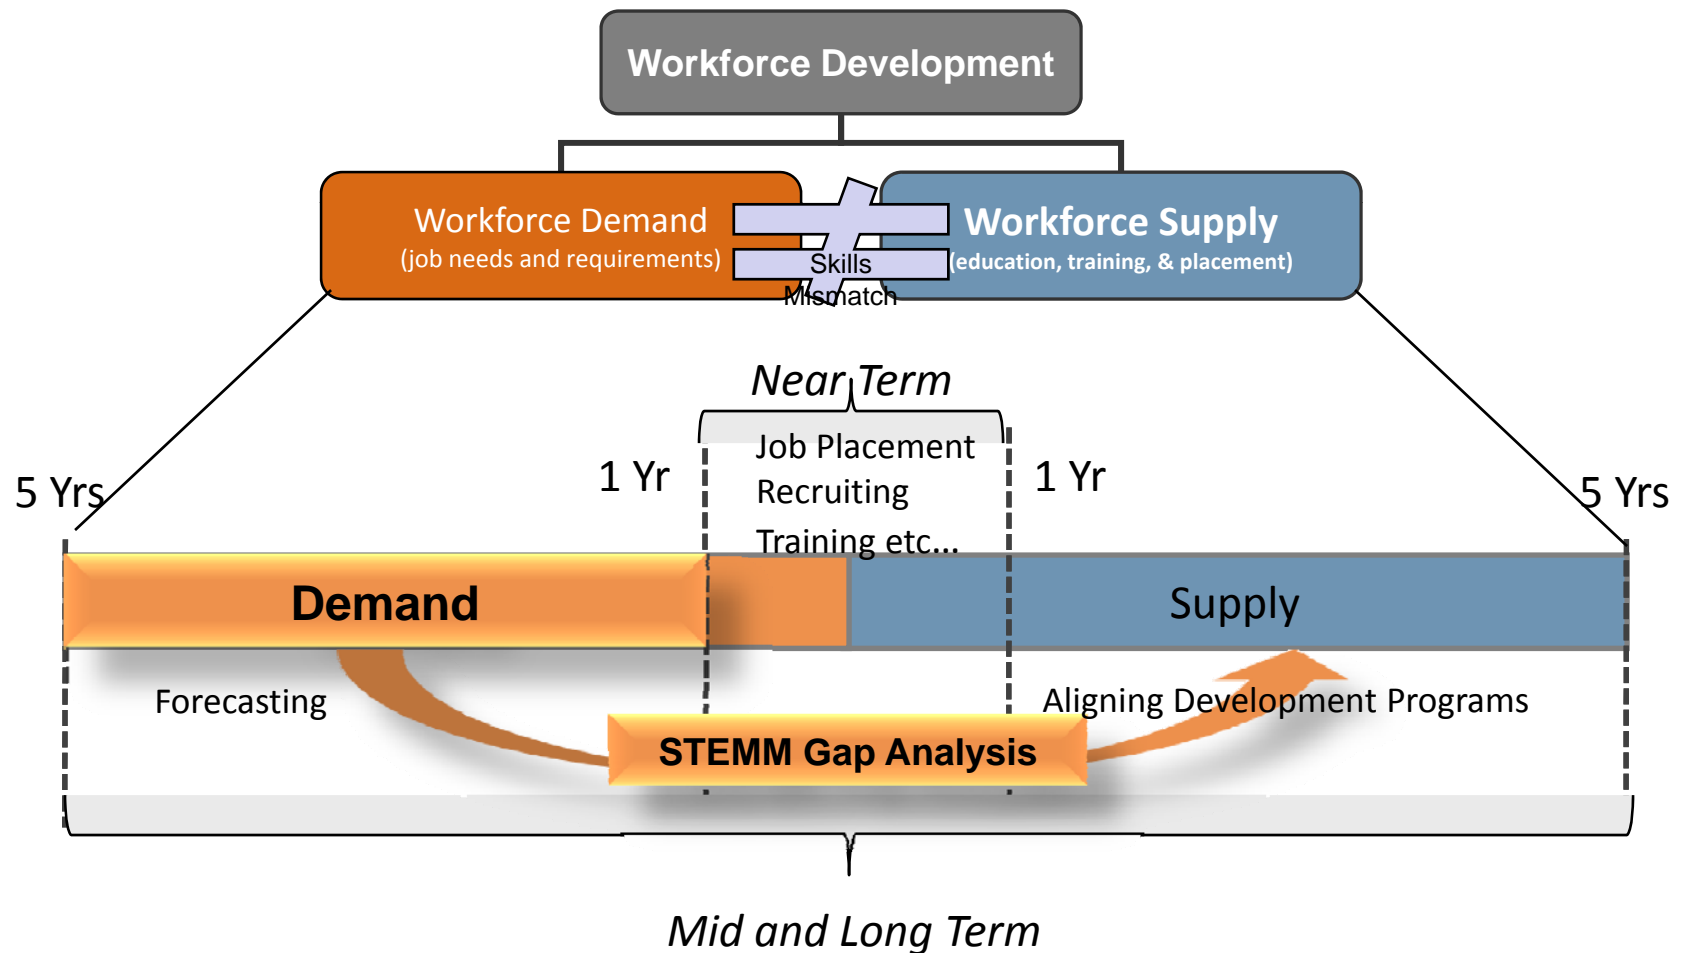 Workforce Development
Workforce Demand
(job needs and requirements)
Skills
Mismatch
Workforce Supply
(education, training, & placement)
Near Term
Job Placement
Recruiting
Training etc...
5 Yrs
1 Yr
1 Yr
5 Yrs
Demand
Supply
Forecasting
Aligning Development Programs
STEMM Gap Analysis
Mid and Long Term